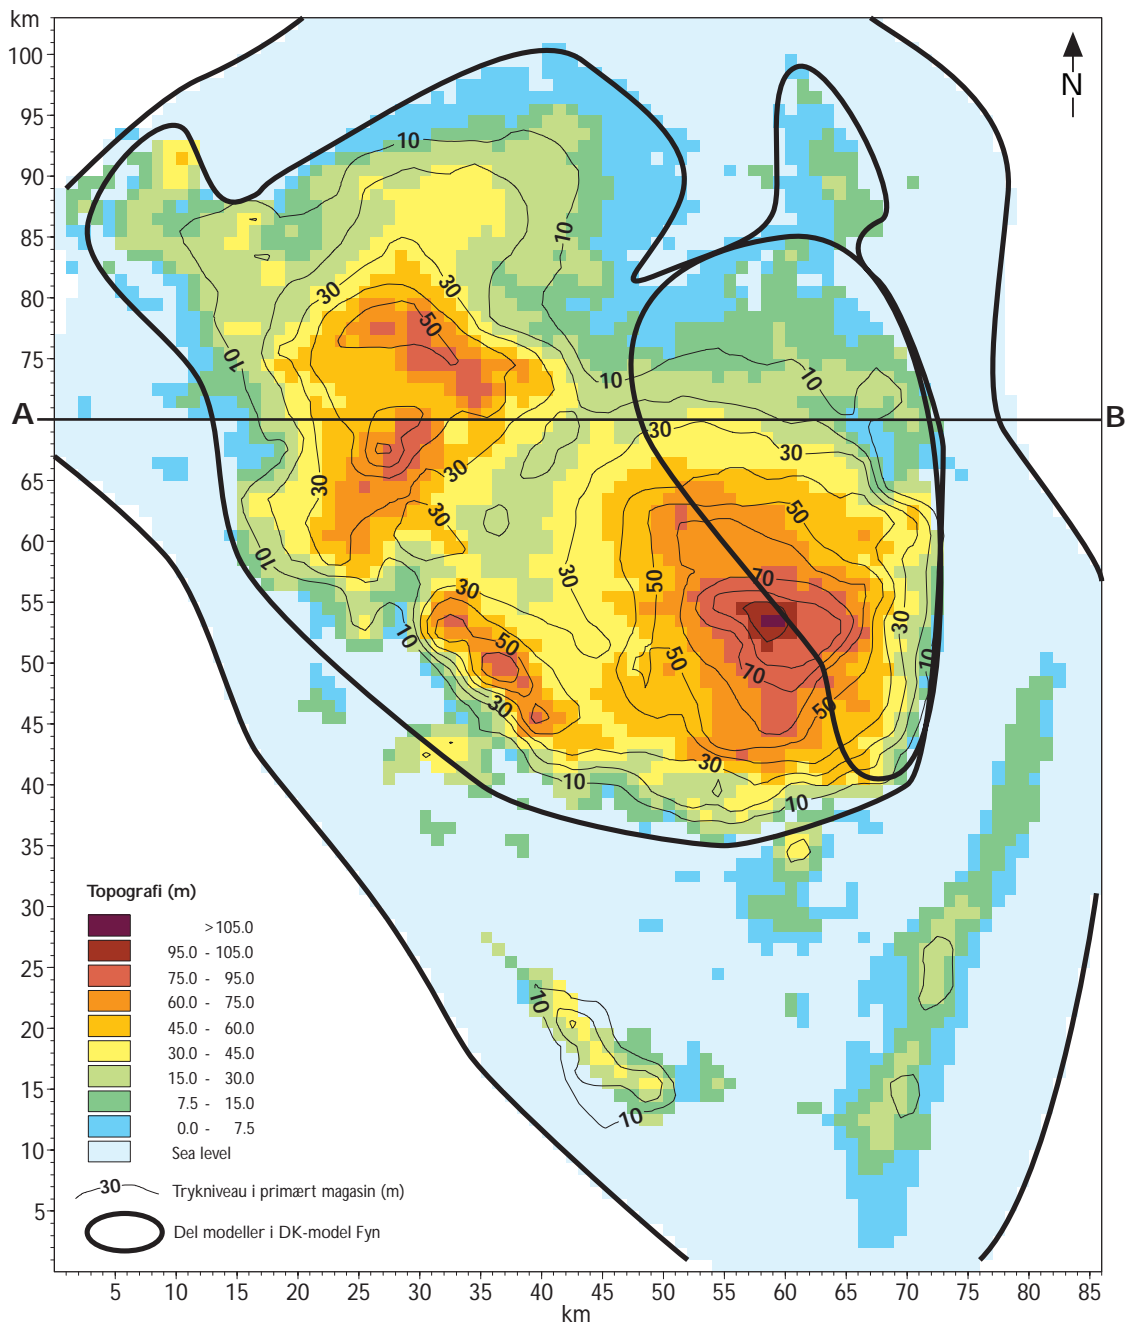 km
100
95
90
85
80
75
70
65
60
55
50
45
40
35
30
25
20
15
10
5
N
A
B
10
10
30
30
50
10
10
10
30
30
30
30
30
50
10
30
50
70
30
10
50
30
10
50
70
30
50
30
10
10
10
10
Topografi (m)
>105.0
95.0 - 105.0
75.0 - 95.0
60.0 - 75.0
45.0 - 60.0
30.0 - 45.0
15.0 - 30.0
7.5 - 15.0
0.0 - 7.5
Sea level
30 Trykniveau i primært magasin (m)
Del modeller i DK-model Fyn
5 10 15 20 25 30 35 40 45 50 55 60 65 70 75 80 85
km